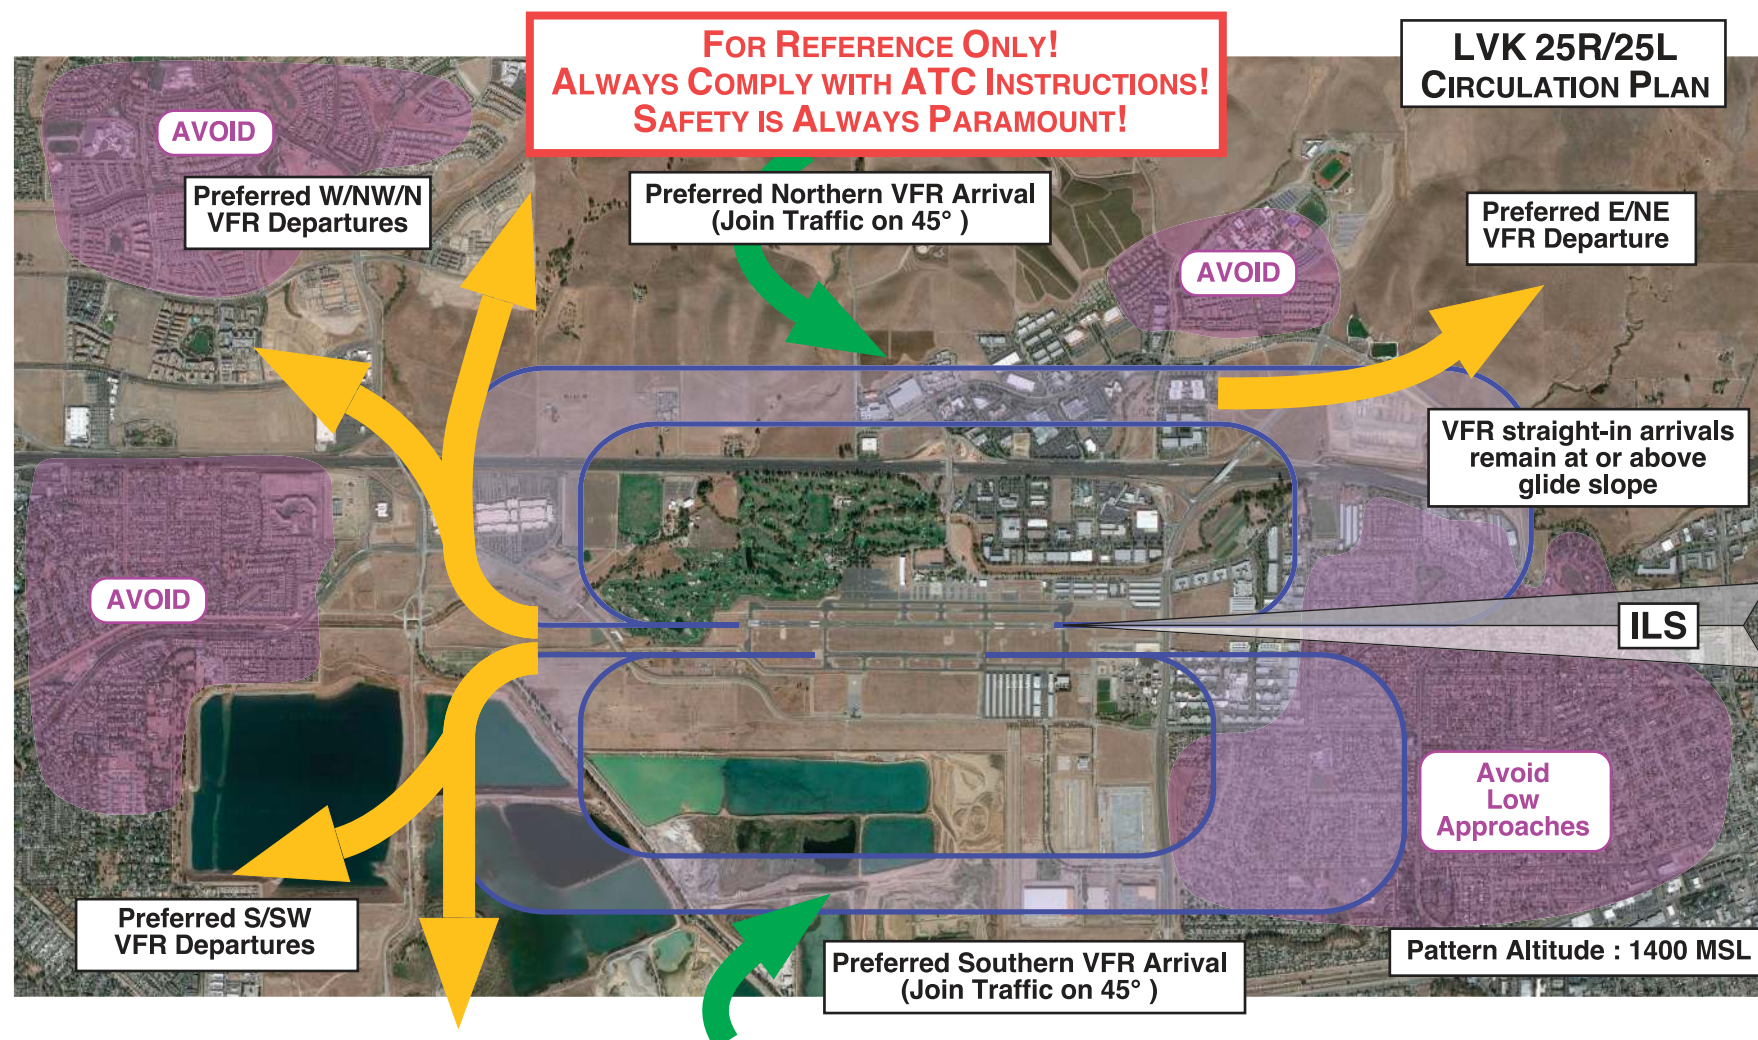 FOR REFERENCE ONLY!
ALWAYS COMPLY WITH ATC INSTRUCTIONS!
SAFETY IS ALWAYS PARAMOUNT!
LVK 25R/25L
CIRCULATION PLAN
AVOID
Preferred W/NW/N
VFR Departures
Preferred Northern VFR Arrival
(Join Traffic on 45° )
Preferred E/NE
VFR Departure
AVOID
VFR straight-in arrivals
remain at or above
glide slope
AVOID
ILS
Avoid
Low
Approaches
Preferred S/SW
VFR Departures
Preferred Southern VFR Arrival
(Join Traffic on 45° )
Pattern Altitude : 1400 MSL